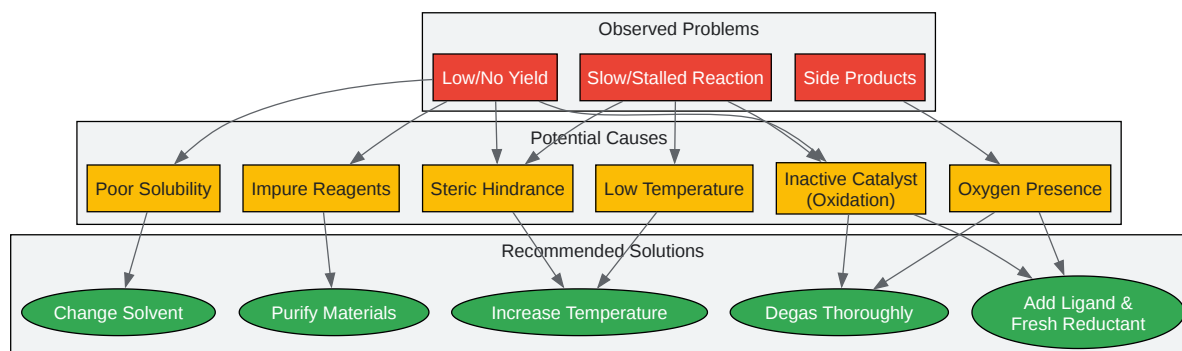 Observed Problems
Low/No Yield
Slow/Stalled Reaction
Side Products
Potential Causes
Poor Solubility
Impure Reagents
Steric Hindrance
Low Temperature
Inactive Catalyst
(Oxidation)
Oxygen Presence
Recommended Solutions
Change Solvent
Purify Materials
Increase Temperature
Degas Thoroughly
Add Ligand &
Fresh Reductant